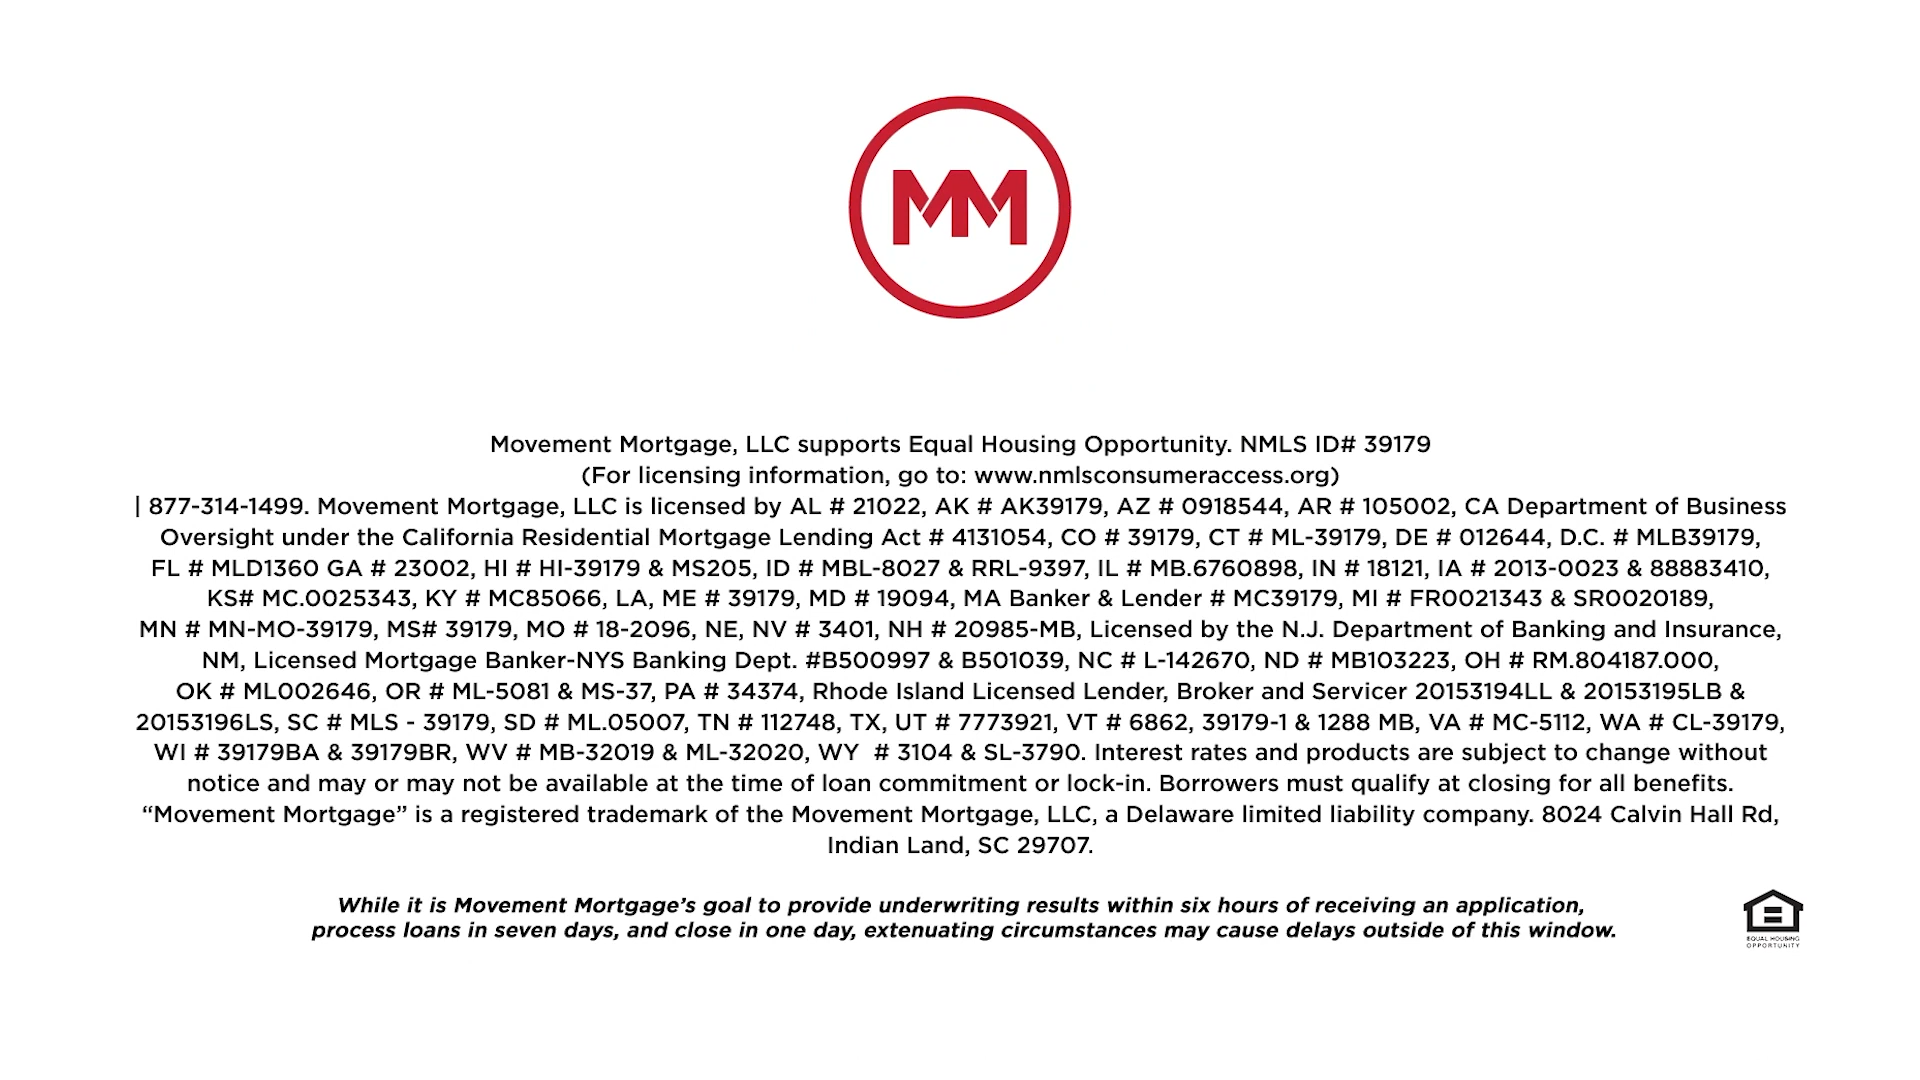 MM
Movement Mortgage, LLC supports Equal Housing Opportunity. NMLS ID# 39179
(For licensing information, go to: www.nmlsconsumeraccess.org)
| 877-314-1499. Movement Mortgage, LLC is licensed by AL # 21022, AK # AK39179, AZ # 0918544, AR # 105002, CA Department of Business
Oversight under the California Residential Mortgage Lending Act # 4131054, CO # 39179, CT # ML-39179, DE # 012644, D.C. # MLB39179,
FL # MLD1360 GA # 23002, HI # HI-39179 & MS205, ID # MBL-8027 & RRL-9397, IL # MB.6760898, IN # 18121, IA # 2013-0023 & 88883410,
KS# MC.0025343, KY # MC85066, LA, ME # 39179, MD # 19094, MA Banker & Lender # MC39179, MI # FR0021343 & SR0020189,
MN # MN-MO-39179, MS# 39179, MO # 18-2096, NE, NV # 3401, NH # 20985-MB, Licensed by the N.J. Department of Banking and Insurance,
NM, Licensed Mortgage Banker-NYS Banking Dept. #B500997 & B501039, NC # L-142670, ND # MB103223, OH # RM.804187.000,
OK # ML002646, OR # ML-5081 & MS-37, PA # 34374, Rhode Island Licensed Lender, Broker and Servicer 20153194LL & 20153195LB &
20153196LS, SC # MLS - 39179, SD # ML.05007, TN # 112748, TX, UT # 7773921, VT # 6862, 39179-1 & 1288 MB, VA # MC-5112, WA # CL-39179,
WI # 39179BA & 39179BR, WV # MB-32019 & ML-32020, WY  # 3104 & SL-3790. Interest rates and products are subject to change without
notice and may or may not be available at the time of loan commitment or lock-in. Borrowers must qualify at closing for all benefits.
“Movement Mortgage” is a registered trademark of the Movement Mortgage, LLC, a Delaware limited liability company. 8024 Calvin Hall Rd,
Indian Land, SC 29707.
While it is Movement Mortgage’s goal to provide underwriting results within six hours of receiving an application,
process loans in seven days, and close in one day, extenuating circumstances may cause delays outside of this window.
EQUAL HOUSING
OPPORTUNITY